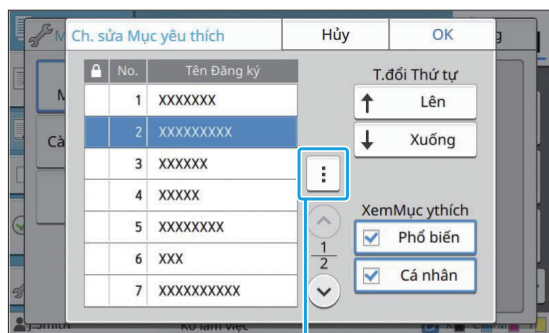 Ch. sửa Mục yêu thích
Hủy
OK
No. Tên Đăng ký
T.đổi Thứ tự
1 XXXXXXX
2 XXXXXXXXX
3 XXXXXX
4 XXXXX
5 XXXXXXXX
6 XXX
7 XXXXXXXXXX
Lên
Xuống
XemMục ythích
1
2
Phổ biến
Cá nhân
Cà
J.Smith